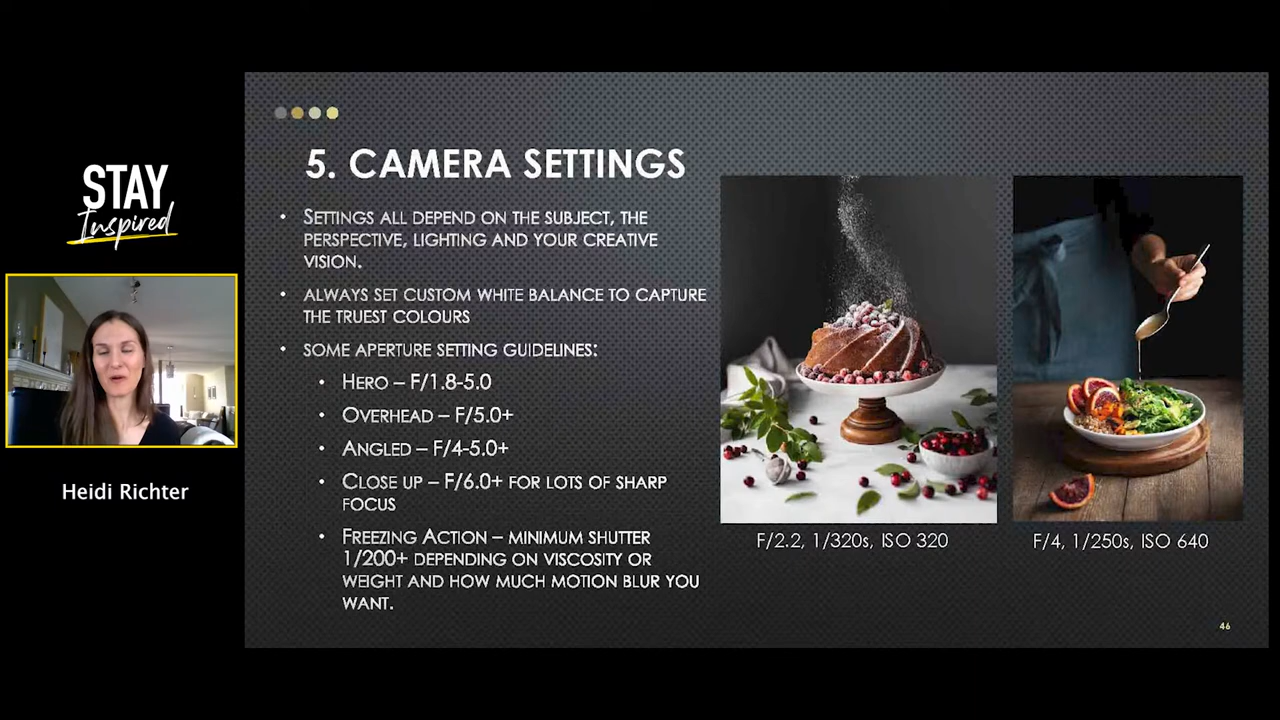 STAY
Inspired
Heidi Richter
5. CAMERA SETTINGS
• SETTINGS ALL DEPEND ON THE SUBJECT, THE
PERSPECTIVE, LIGHTING AND YOUR CREATIVE
VISION.
• ALWAYS SET CUSTOM WHITE BALANCE TO CAPTURE
THE TRUEST COLOURS
• SOME APERTURE SETTING GUIDELINES:
• HERO – F/1.8-5.0
• OVERHEAD – F/5.0+
• ANGLED – F/4-5.0+
• CLOSE UP – F/6.0+ FOR LOTS OF SHARP
FOCUS
• FREEZING ACTION – MINIMUM SHUTTER
1/200+ DEPENDING ON VISCOSITY OR
WEIGHT AND HOW MUCH MOTION BLUR YOU
WANT.
F/2.2, 1/320s, ISO 320
F/4, 1/250s, ISO 640
46